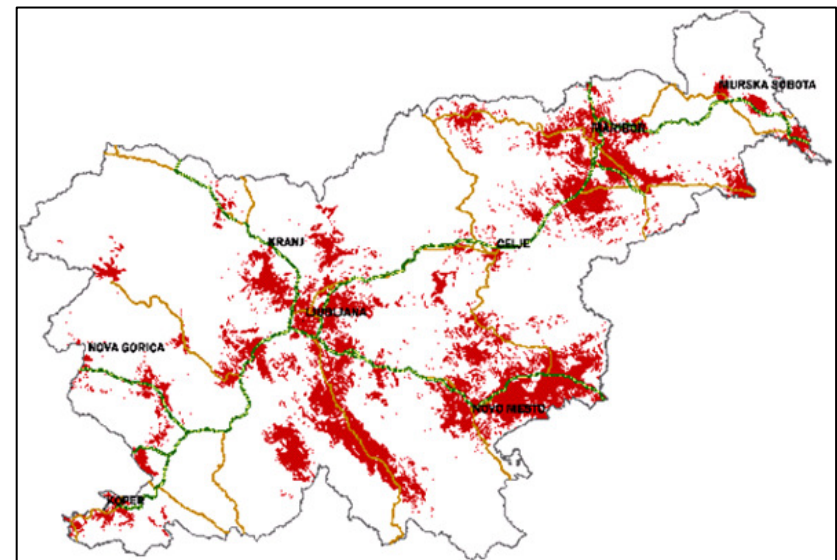 MURSKA SOBOTA
MARIBOR
KRANJ
CELJE
LJUBLJANA
NOVA GORICA
NOVO MESTO
KOPER